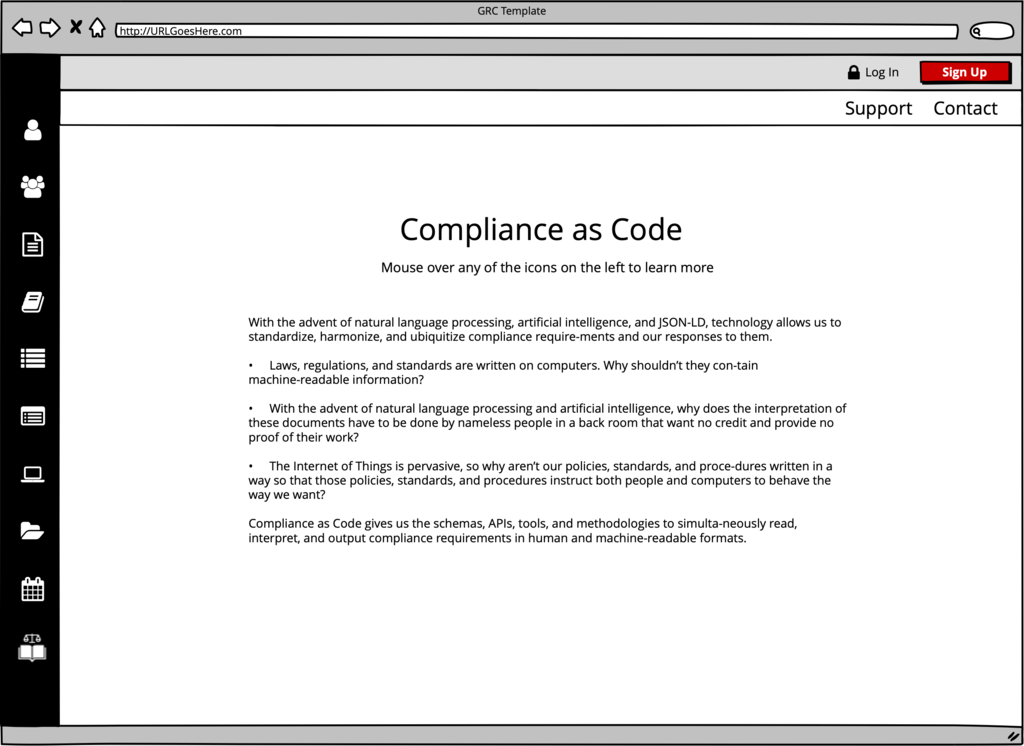 GRC Template
http://URLGoesHere.com
Log In
Sign Up
Support Contact
Compliance as Code
Mouse over any of the icons on the left to learn more
With the advent of natural language processing, artificial intelligence, and JSON-LD, technology allows us to
standardize, harmonize, and ubiquitize compliance require-ments and our responses to them.
• Laws, regulations, and standards are written on computers. Why shouldn't they con-tain
machine-readable information?
• With the advent of natural language processing and artificial intelligence, why does the interpretation of
these documents have to be done by nameless people in a back room that want no credit and provide no
proof of their work?
• The Internet of Things is pervasive, so why aren't our policies, standards, and proce-dures written in a
way so that those policies, standards, and procedures instruct both people and computers to behave the
way we want?
Compliance as Code gives us the schemas, APIs, tools, and methodologies to simulta-neously read,
interpret, and output compliance requirements in human and machine-readable formats.